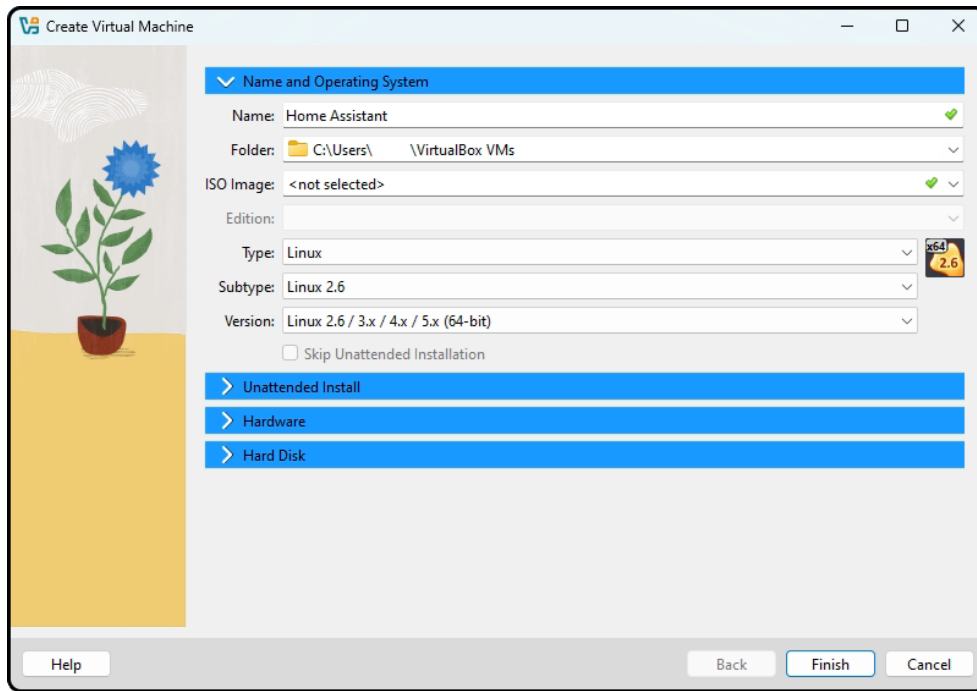 Create Virtual Machine
Name and Operating System
Name: Home Assistant
Folder: C:\Users\ \VirtualBox VMs
ISO Image: <not selected>
Edition:
Type: Linux
x64
2.6
Subtype: Linux 2.6
Version: Linux 2.6 / 3.x / 4.x / 5.x (64-bit)
Skip Unattended Installation
Unattended Install
Hardware
Hard Disk
Help Back Finish Cancel